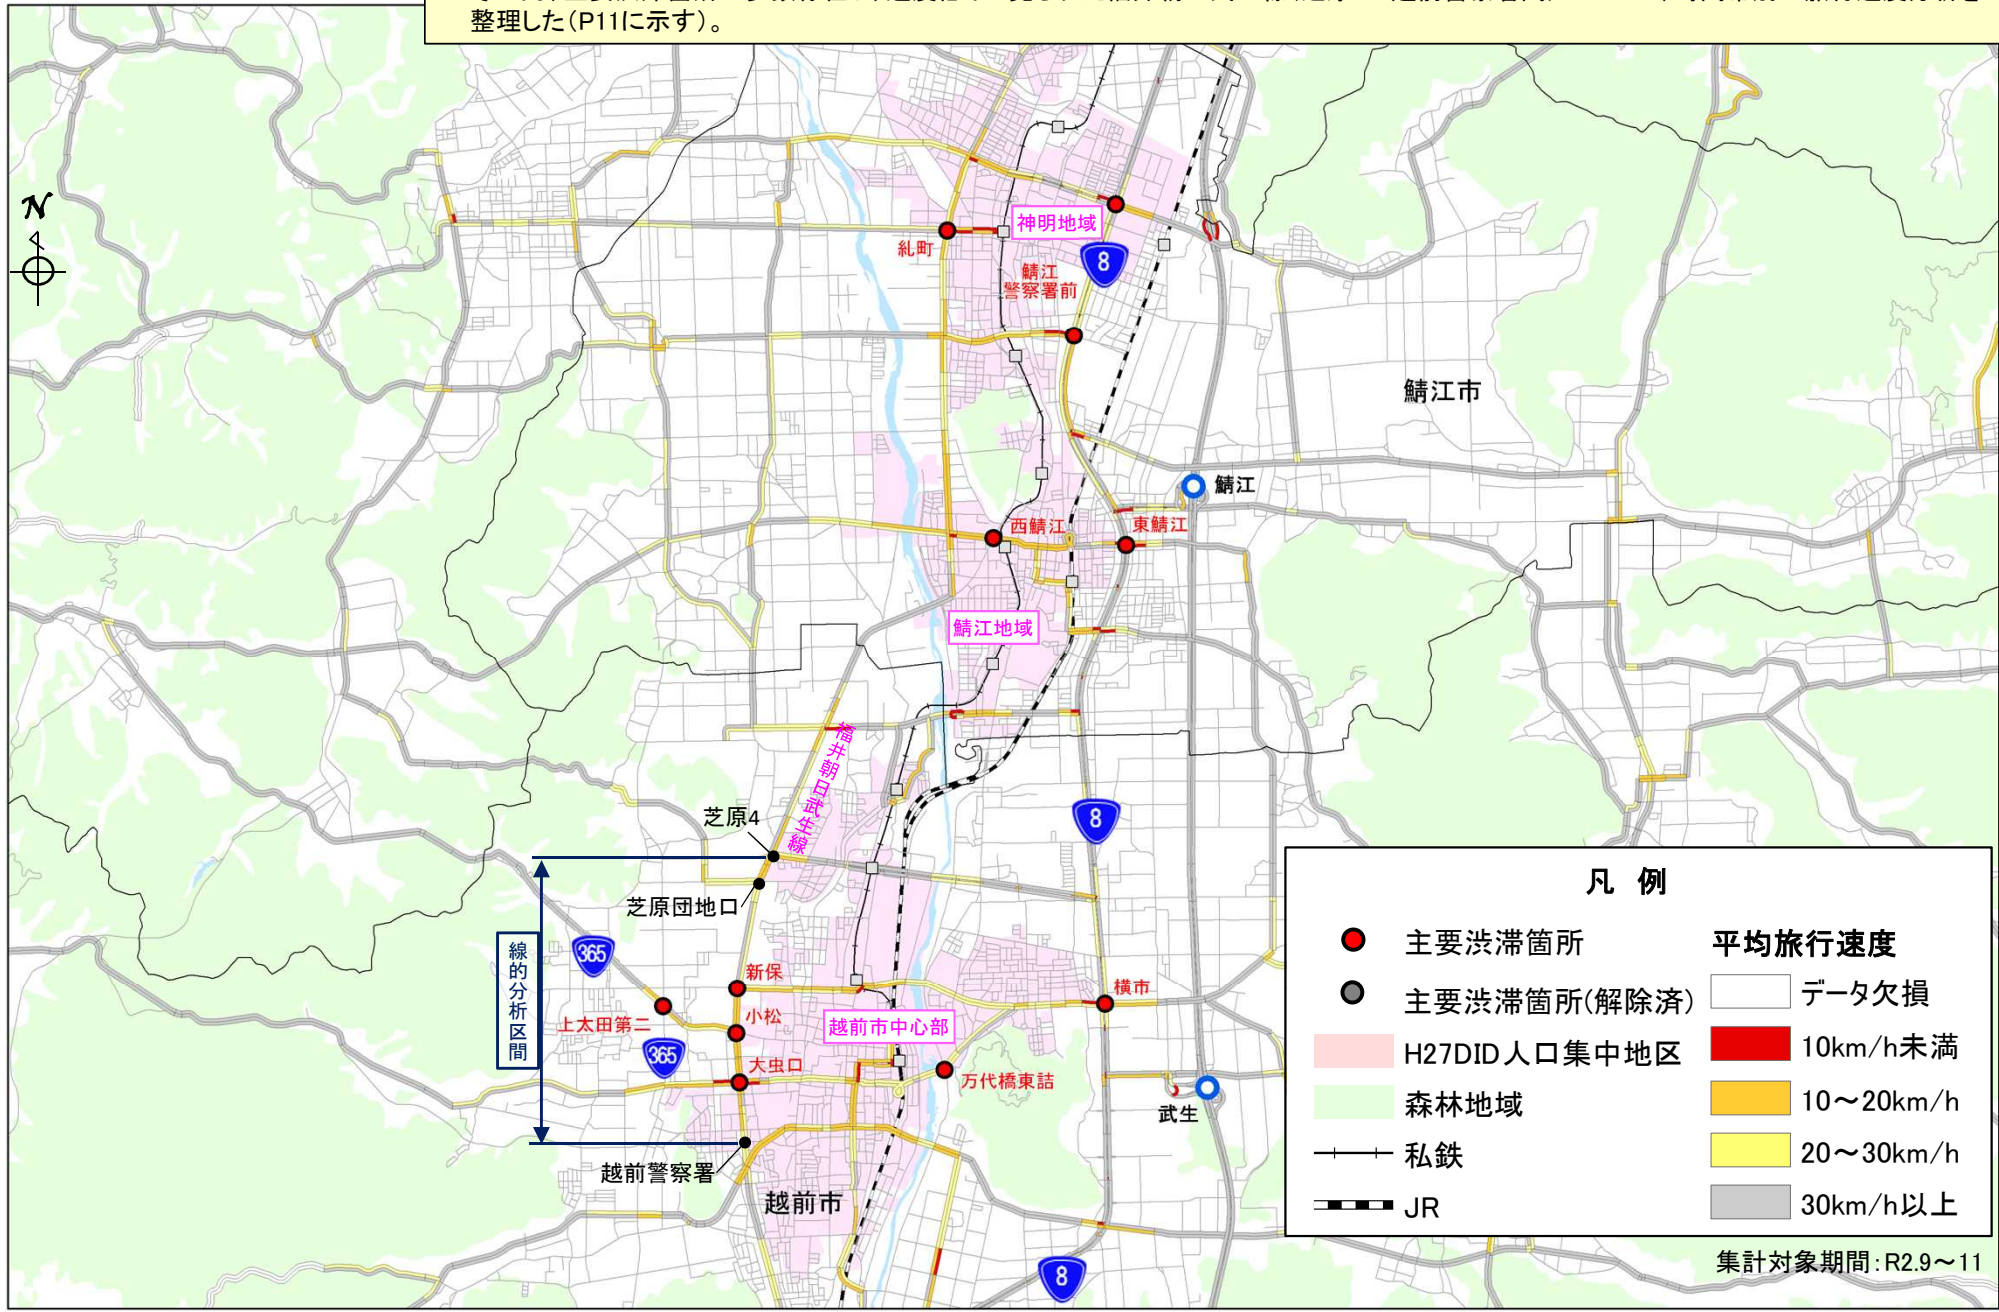 整理した(P11に示す)。
N
神明地域
糺町
8
鯖江
警察署前
鯖江市
鯖江
西鯖江
東鯖江
鯖江地域
福井朝日武生線
芝原4
8
芝原団地口
線的分析区間
365
新保
横市
上太田第二
小松
越前市中心部
365
大虫口
万代橋東詰
武生
越前警察署
越前市
8
凡 例
主要渋滞箇所
主要渋滞箇所(解除済)
H27DID人口集中地区
森林地域
私鉄
JR
平均旅行速度
データ欠損
10km/h未満
10～20km/h
20～30km/h
30km/h以上
集計対象期間:R2.9～11